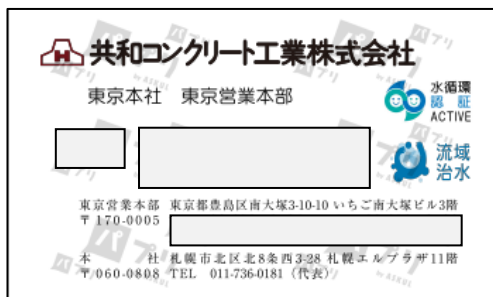 共和コンクリート工業株式会社
東京本社 東京営業本部
水循環
認証
ACTIVE
流域
治水
東京営業本部 東京都豊島区南大塚3-10-10 いちご南大塚ビル3階
〒170-0005
本社 札幌市北区北8条西3-28 札幌エルプラザ11階
〒060-0808 TEL 011-736-0181（代表）
パプリ
by ASKUL